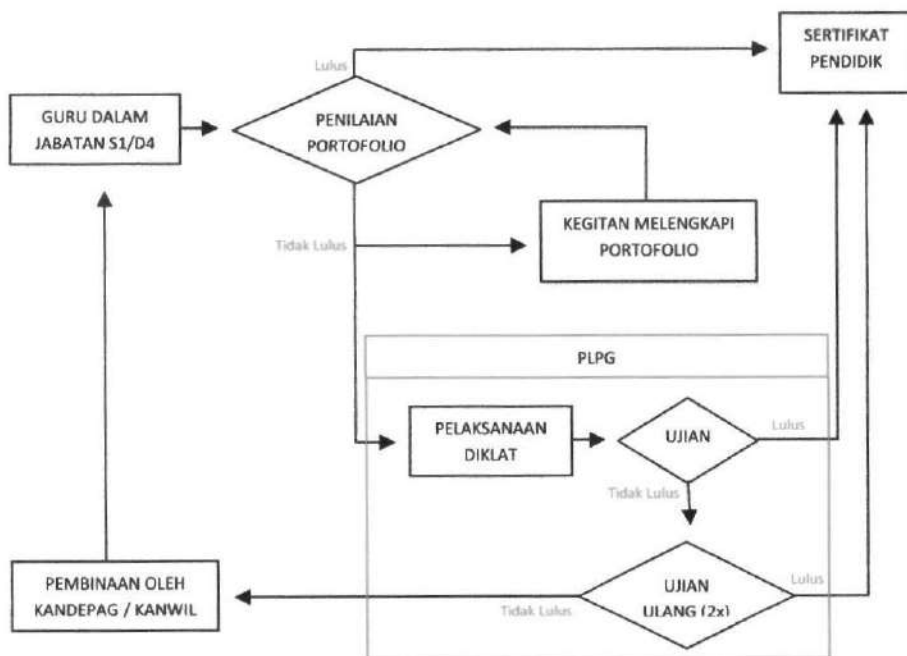 SERTIFIKAT
PENDIDIK
Lulus
GURU DALAM
JABATAN S1/D4
PENILAIAN
PORTOFOLIO
KEGITAN MELENGKAPI
PORTOFOLIO
Tidak Lulus
PLPG
PELAKSANAAN
DIKLAT
UJIAN
Lulus
Tidak Lulus
PEMBINAAN OLEH
KANDEPAG / KANWIL
UJIAN
ULANG (2x)
Lulus
Tidak Lulus